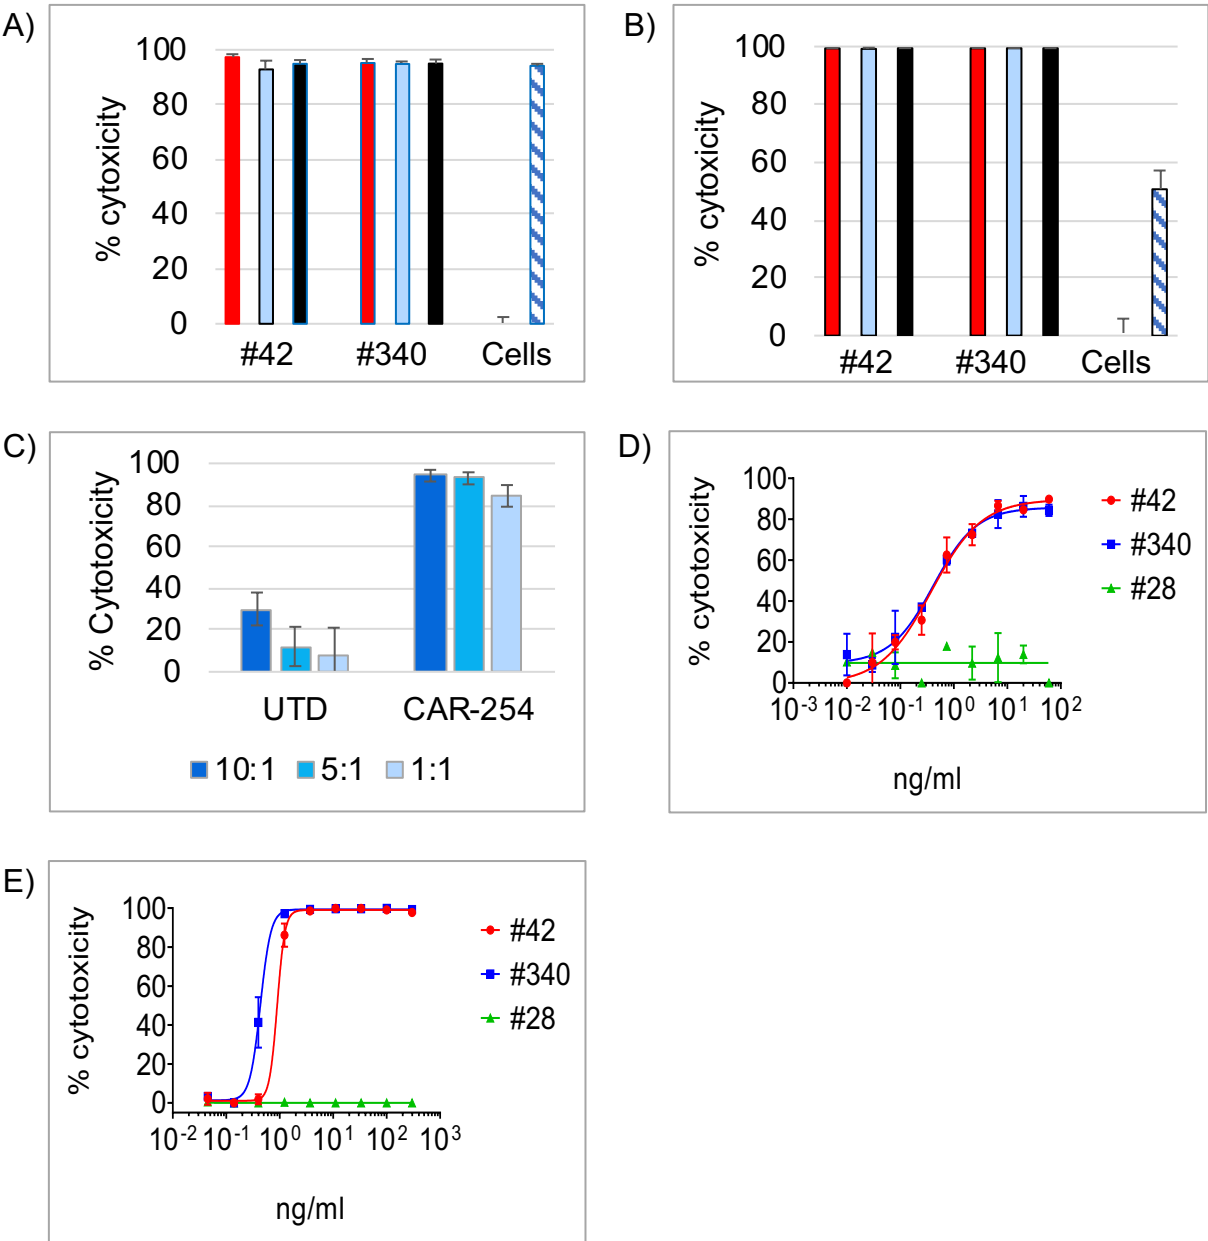 A)
% cytoxicity
100
80
60
40
20
0
#42 #340 Cells
B)
% cytoxicity
100
80
60
40
20
0
#42 #340 Cells
C)
% Cytotoxicity
100
80
60
40
20
0
UTD CAR-254
10:1 5:1 1:1
D)
% cytotoxicity
100
80
60
40
20
0
10-3 10-2 10-1 100 101 102
ng/ml
#42
#340
#28
E)
% cytotoxicity
100
80
60
40
20
0
10-2 10-1 100 101 102 103
ng/ml
#42
#340
#28